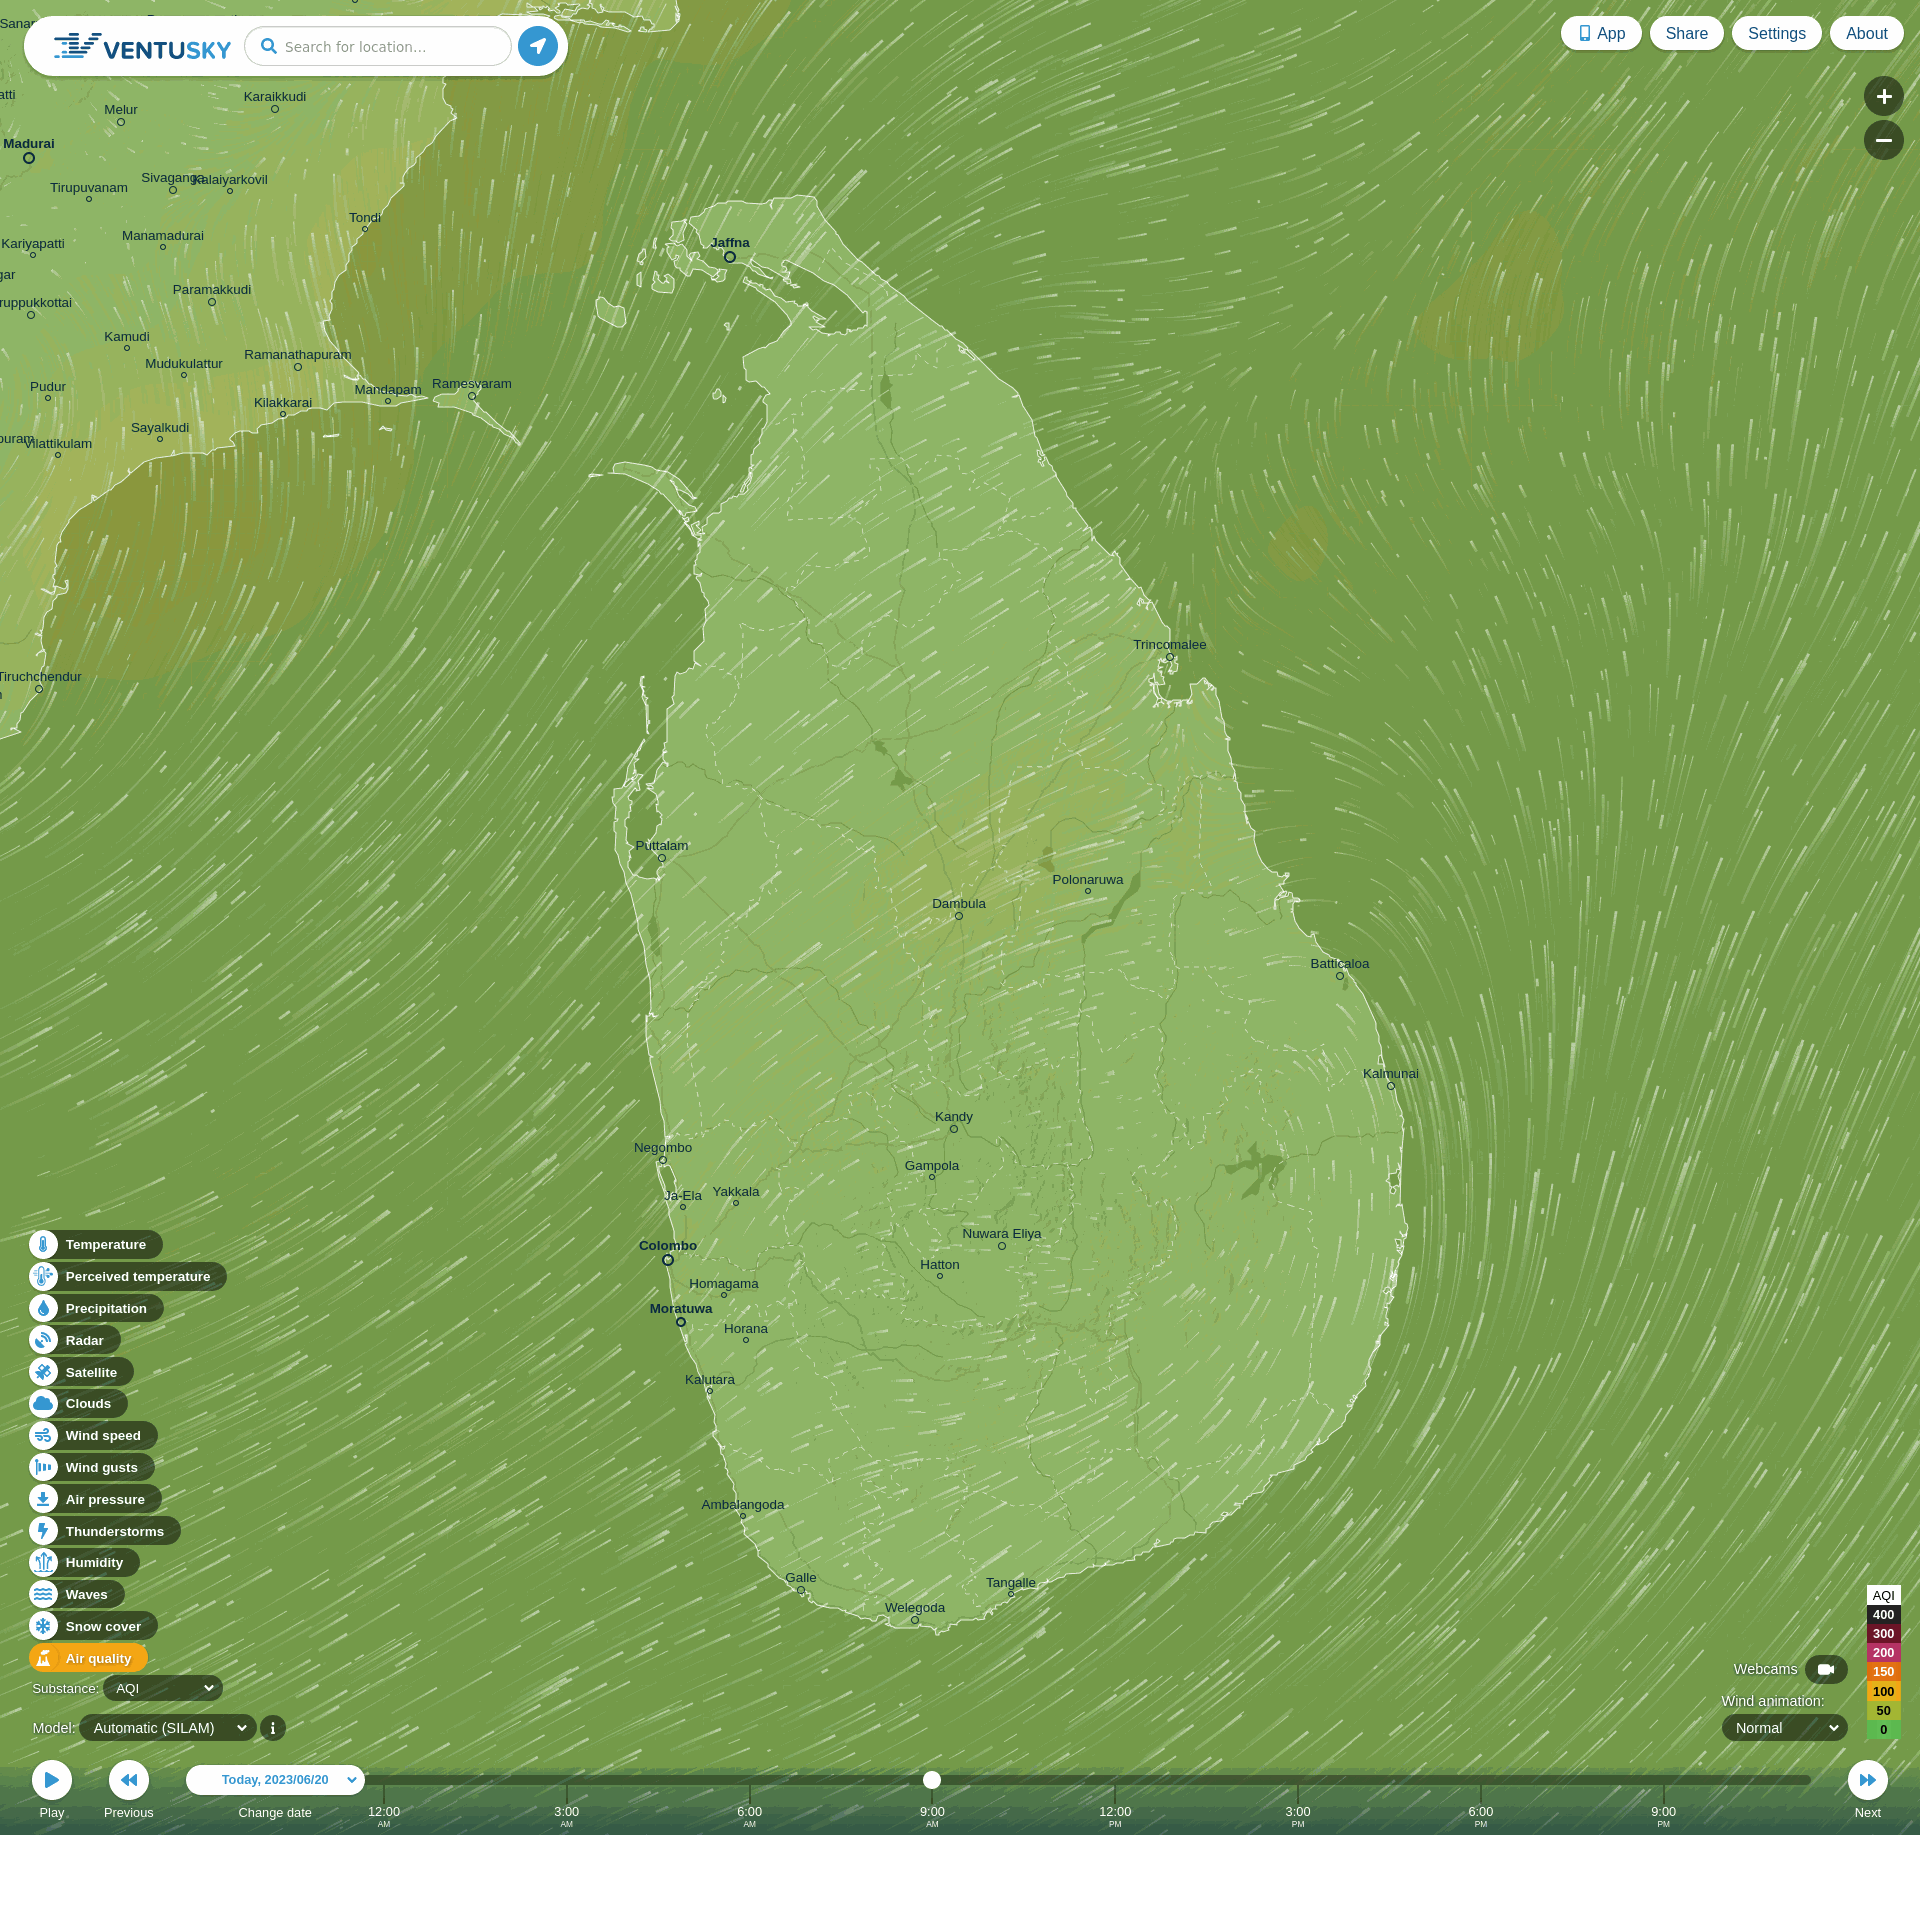 VENTUSKY
Search for location...
App
Share
Settings
About
atti
Melur
Karaikkudi
Madurai
Tirupuvanam
Sivaganga
Kalaiyarkovil
Tondi
Kariyapatti
Manamadurai
gar
ruppukkottai
Paramakkudi
Kamudi
Mudukulattur
Ramanathapuram
Pudur
Mandapam
Ramesvaram
Kilakkarai
Sayalkudi
Vilattikulam
Tiruchchendur
Jaffna
Trincomalee
Puttalam
Polonaruwa
Dambula
Batticaloa
Kalmunai
Kandy
Negombo
Gampola
Ja-Ela
Yakkala
Nuwara Eliya
Colombo
Hatton
Homagama
Moratuwa
Horana
Kalutara
Ambalangoda
Galle
Tangalle
Welegoda
Temperature
Perceived temperature
Precipitation
Radar
Satellite
Clouds
Wind speed
Wind gusts
Air pressure
Thunderstorms
Humidity
Waves
Snow cover
Air quality
Substance: AQI
Model: Automatic (SILAM)
Webcams
Wind animation:
Normal
AQI
400
300
200
150
100
50
0
Play
Previous
Today, 2023/06/20
Change date
12:00
AM
3:00
AM
6:00
AM
9:00
AM
12:00
PM
3:00
PM
6:00
PM
9:00
PM
Next